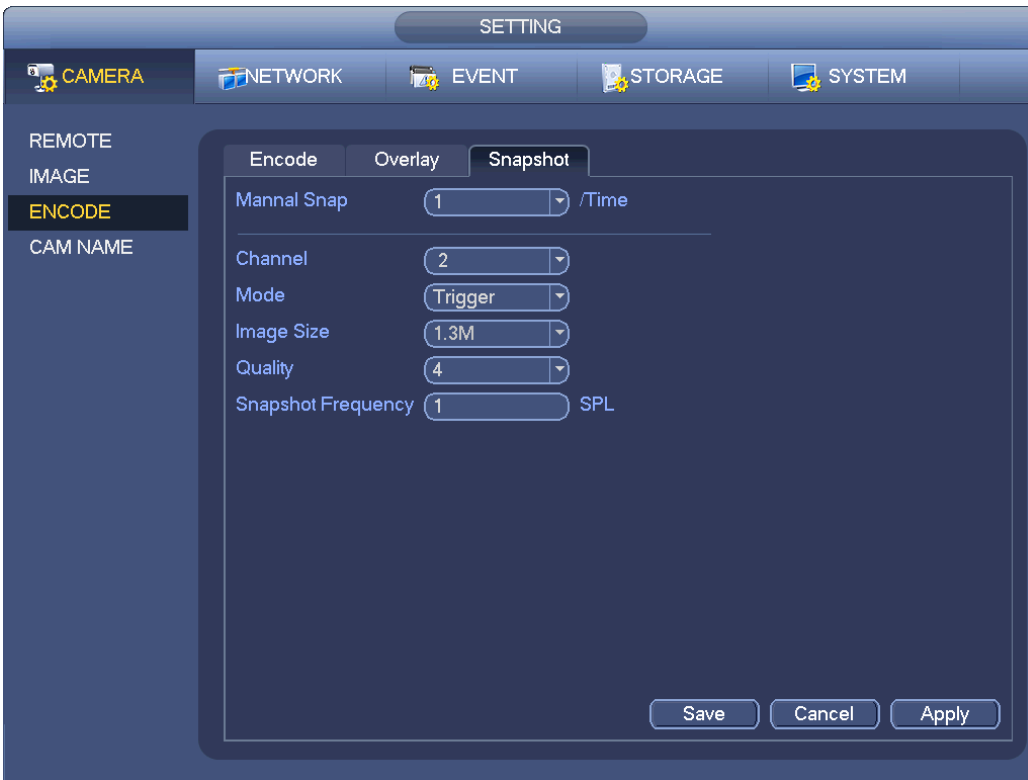 SETTING
CAMERA NETWORK EVENT STORAGE SYSTEM
REMOTE
IMAGE
ENCODE
CAM NAME
Encode Overlay Snapshot
Mannal Snap 1 /Time
Channel 2
Mode Trigger
Image Size 1.3M
Quality 4
Snapshot Frequency 1 SPL
Save Cancel Apply